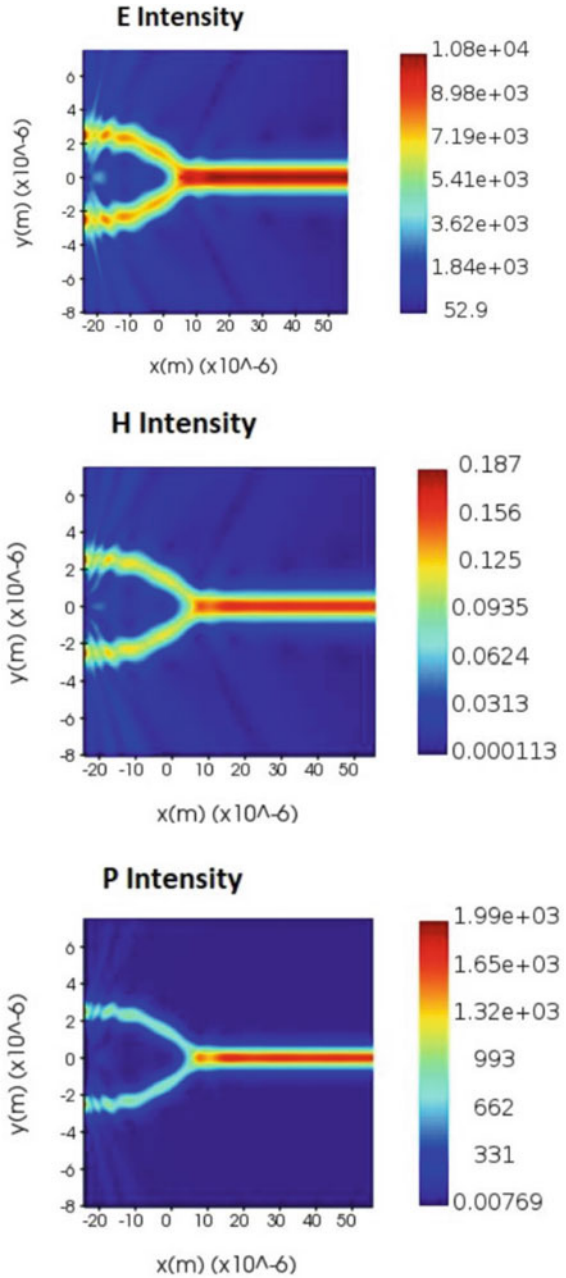 E Intensity
y(m) (x10^-6)
6
4
2
0
-2
-4
-6
-8
-20 -10 0 10 20 30 40 50
x(m) (x10^-6)
1.08e+04
8.98e+03
7.19e+03
5.41e+03
3.62e+03
1.84e+03
52.9
H Intensity
y(m) (x10^-6)
6
4
2
0
-2
-4
-6
-8
-20 -10 0 10 20 30 40 50
x(m) (x10^-6)
0.187
0.156
0.125
0.0935
0.0624
0.0313
0.000113
P Intensity
y(m) (x10^-6)
6
4
2
0
-2
-4
-6
-8
-20 -10 0 10 20 30 40 50
x(m) (x10^-6)
1.99e+03
1.65e+03
1.32e+03
993
662
331
0.00769